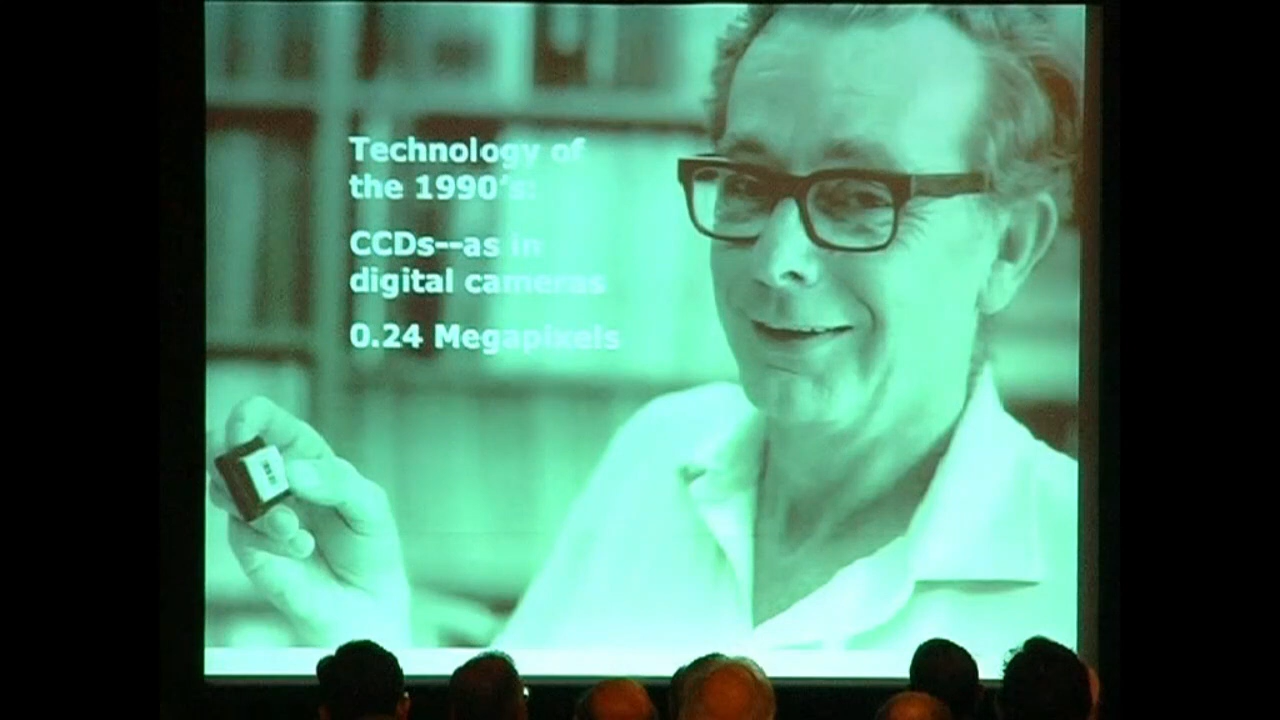 Technology of
the 1990's:
CCDs--as in
digital cameras
0.24 Megapixels